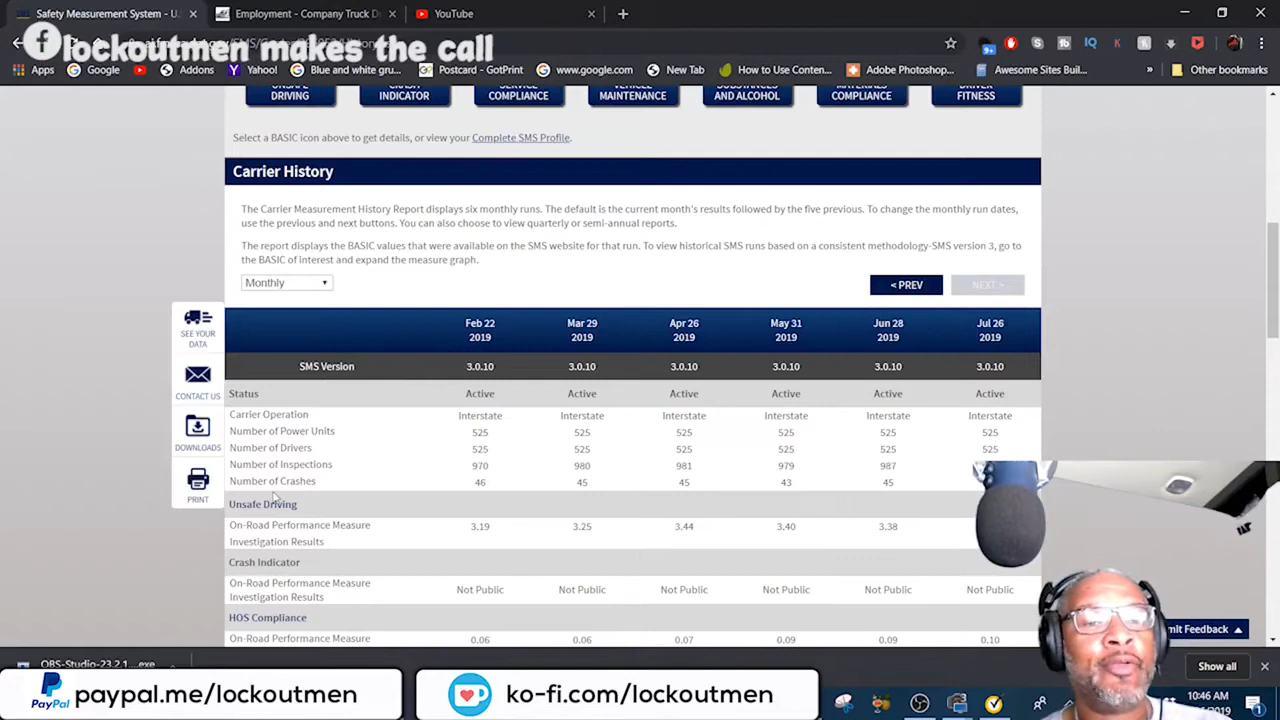 Safety Measurement System - U.S
Employment - Company Truck Dr
YouTube
lockoutmen makes the call
Apps
Google
Addons
Yahoo!
Blue and white gru...
Postcard - GotPrint
www.google.com
New Tab
How to Use Conten...
Adobe Photoshop...
Awesome Sites Buil...
»
Other bookmarks
UNSAFE DRIVING
CRASH INDICATOR
SERVICE COMPLIANCE
VEHICLE MAINTENANCE
SUBSTANCES AND ALCOHOL
MATERIALS COMPLIANCE
DRIVER FITNESS
Select a BASIC icon above to get details, or view your Complete SMS Profile.
Carrier History
The Carrier Measurement History Report displays six monthly runs. The default is the current month's results followed by the five previous. To change the monthly run dates,
use the previous and next buttons. You can also choose to view quarterly or semi-annual reports.
The report displays the BASIC values that were available on the SMS website for that run. To view historical SMS runs based on a consistent methodology-SMS version 3, go to
the BASIC of interest and expand the measure graph.
Monthly
< PREV
NEXT >
SEE YOUR
DATA
CONTACT US
DOWNLOADS
PRINT
Feb 22 Mar 29 Apr 26 May 31 Jun 28 Jul 26
2019 2019 2019 2019 2019 2019
SMS Version 3.0.10 3.0.10 3.0.10 3.0.10 3.0.10 3.0.10
Status Active Active Active Active Active Active
Carrier Operation Interstate Interstate Interstate Interstate Interstate Interstate
Number of Power Units 525 525 525 525 525 525
Number of Drivers 525 525 525 525 525 525
Number of Inspections 970 980 981 979 987
Number of Crashes 46 45 45 43 45
Unsafe Driving
On-Road Performance Measure 3.19 3.25 3.44 3.40 3.38
Investigation Results
Crash Indicator
On-Road Performance Measure Not Public Not Public Not Public Not Public Not Public Not Public
Investigation Results
HOS Compliance
On-Road Performance Measure 0.06 0.06 0.07 0.09 0.09 0.10
Feedback
OBS-Studio-23.2.1....exe
Show all
PayPal
paypal.me/lockoutmen
ko-fi.com/lockoutmen
10:46 AM